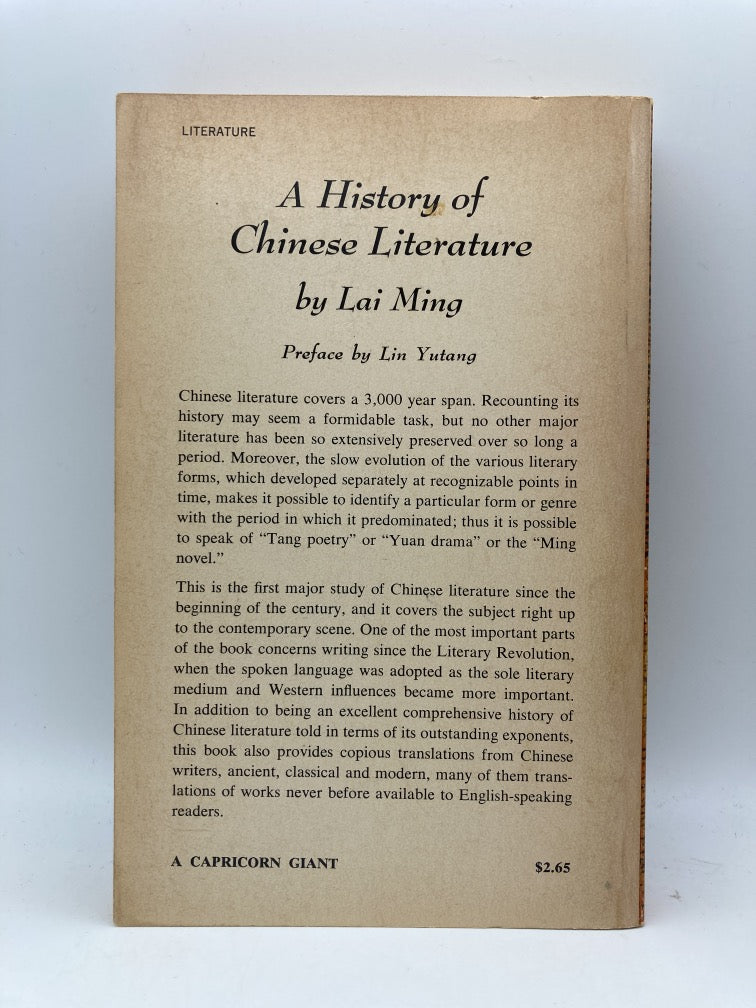 LITERATURE
A History of
Chinese Literature
by Lai Ming
Preface by Lin Yutang
Chinese literature covers a 3,000 year span. Recounting its
history may seem a formidable task, but no other major
literature has been so extensively preserved over so long a
period. Moreover, the slow evolution of the various literary
forms, which developed separately at recognizable points in
time, makes it possible to identify a particular form or genre
with the period in which it predominated; thus it is possible
to speak of “Tang poetry” or “Yuan drama” or the “Ming
novel.”
This is the first major study of Chinese literature since the
beginning of the century, and it covers the subject right up
to the contemporary scene. One of the most important parts
of the book concerns writing since the Literary Revolution,
when the spoken language was adopted as the sole literary
medium and Western influences became more important.
In addition to being an excellent comprehensive history of
Chinese literature told in terms of its outstanding exponents,
this book also provides copious translations from Chinese
writers, ancient, classical and modern, many of them trans-
lations of works never before available to English-speaking
readers.
A CAPRICORN GIANT
$2.65